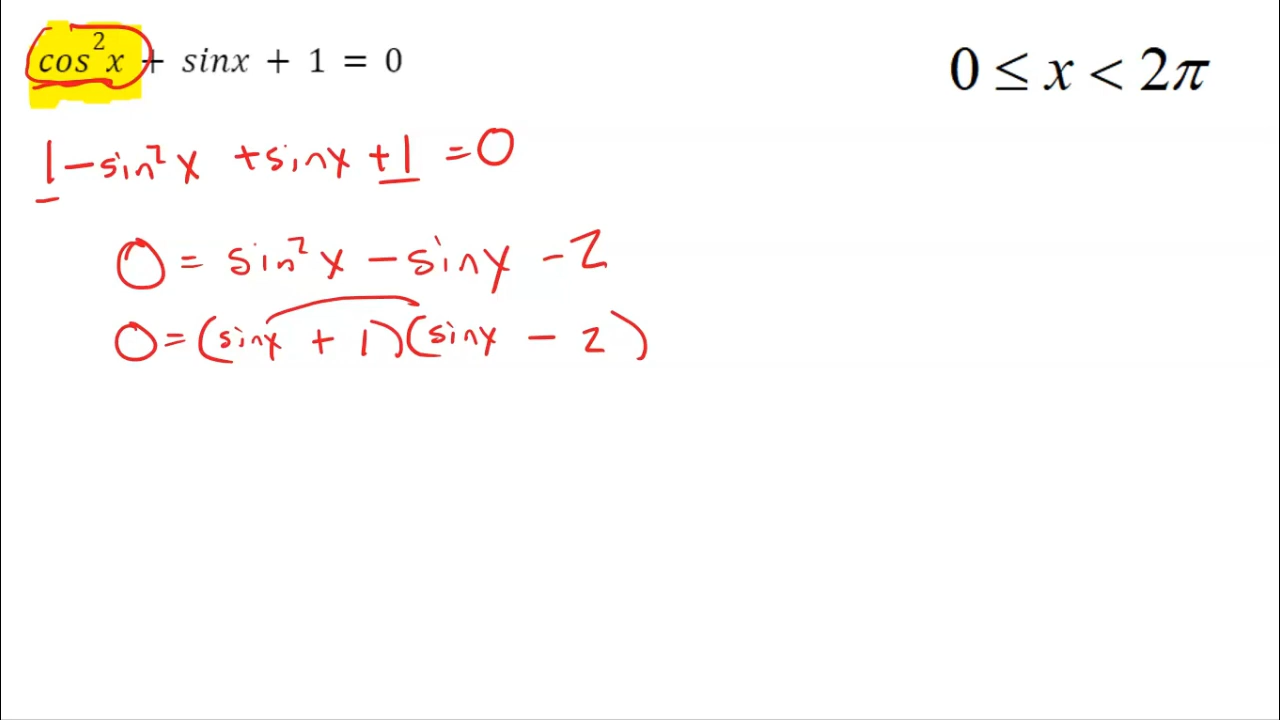 cos²x + sinx + 1 = 0
0 ≤ x < 2π
1 - sin²x + sinx + 1 = 0
0 = sin²x - sinx - 2
0 = (sinx + 1)(sinx - 2)